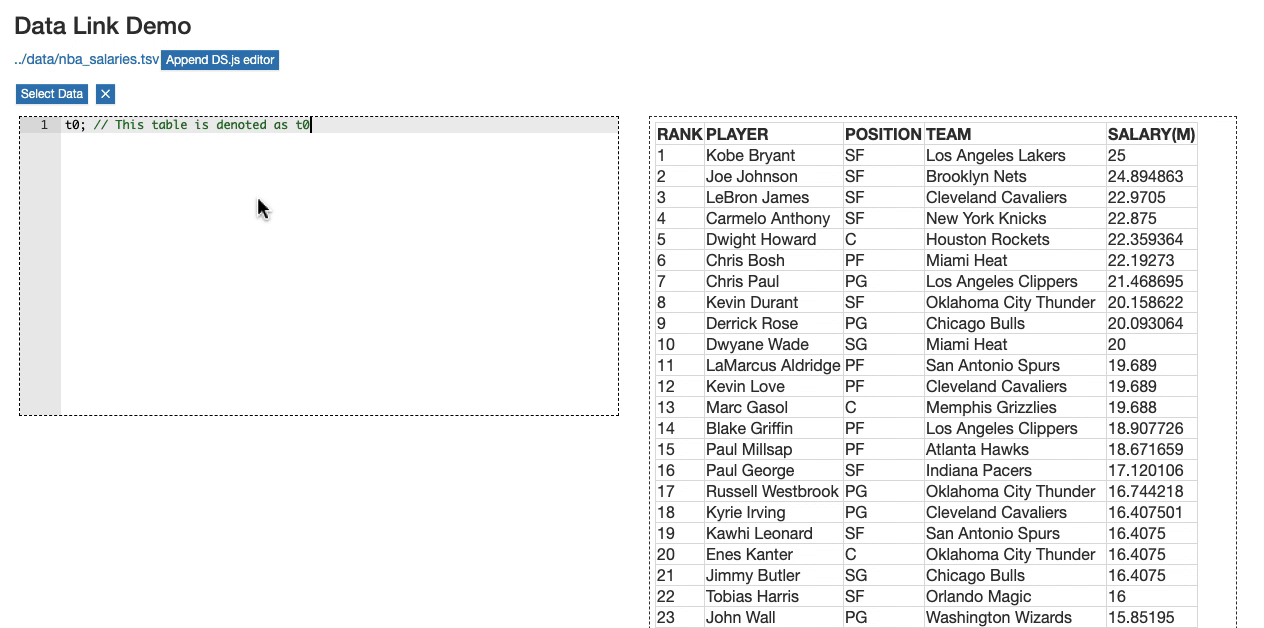 Data Link Demo
../data/nba_salaries.tsv Append DS.js editor
Select Data ✕
1 t0; // This table is denoted as t0
RANK PLAYER POSITION TEAM SALARY(M)
1 Kobe Bryant SF Los Angeles Lakers 25
2 Joe Johnson SF Brooklyn Nets 24.894863
3 LeBron James SF Cleveland Cavaliers 22.9705
4 Carmelo Anthony SF New York Knicks 22.875
5 Dwight Howard C Houston Rockets 22.359364
6 Chris Bosh PF Miami Heat 22.19273
7 Chris Paul PG Los Angeles Clippers 21.468695
8 Kevin Durant SF Oklahoma City Thunder 20.158622
9 Derrick Rose PG Chicago Bulls 20.093064
10 Dwyane Wade SG Miami Heat 20
11 LaMarcus Aldridge PF San Antonio Spurs 19.689
12 Kevin Love PF Cleveland Cavaliers 19.689
13 Marc Gasol C Memphis Grizzlies 19.688
14 Blake Griffin PF Los Angeles Clippers 18.907726
15 Paul Millsap PF Atlanta Hawks 18.671659
16 Paul George SF Indiana Pacers 17.120106
17 Russell Westbrook PG Oklahoma City Thunder 16.744218
18 Kyrie Irving PG Cleveland Cavaliers 16.407501
19 Kawhi Leonard SF San Antonio Spurs 16.4075
20 Enes Kanter C Oklahoma City Thunder 16.4075
21 Jimmy Butler SG Chicago Bulls 16.4075
22 Tobias Harris SF Orlando Magic 16
23 John Wall PG Washington Wizards 15.85195